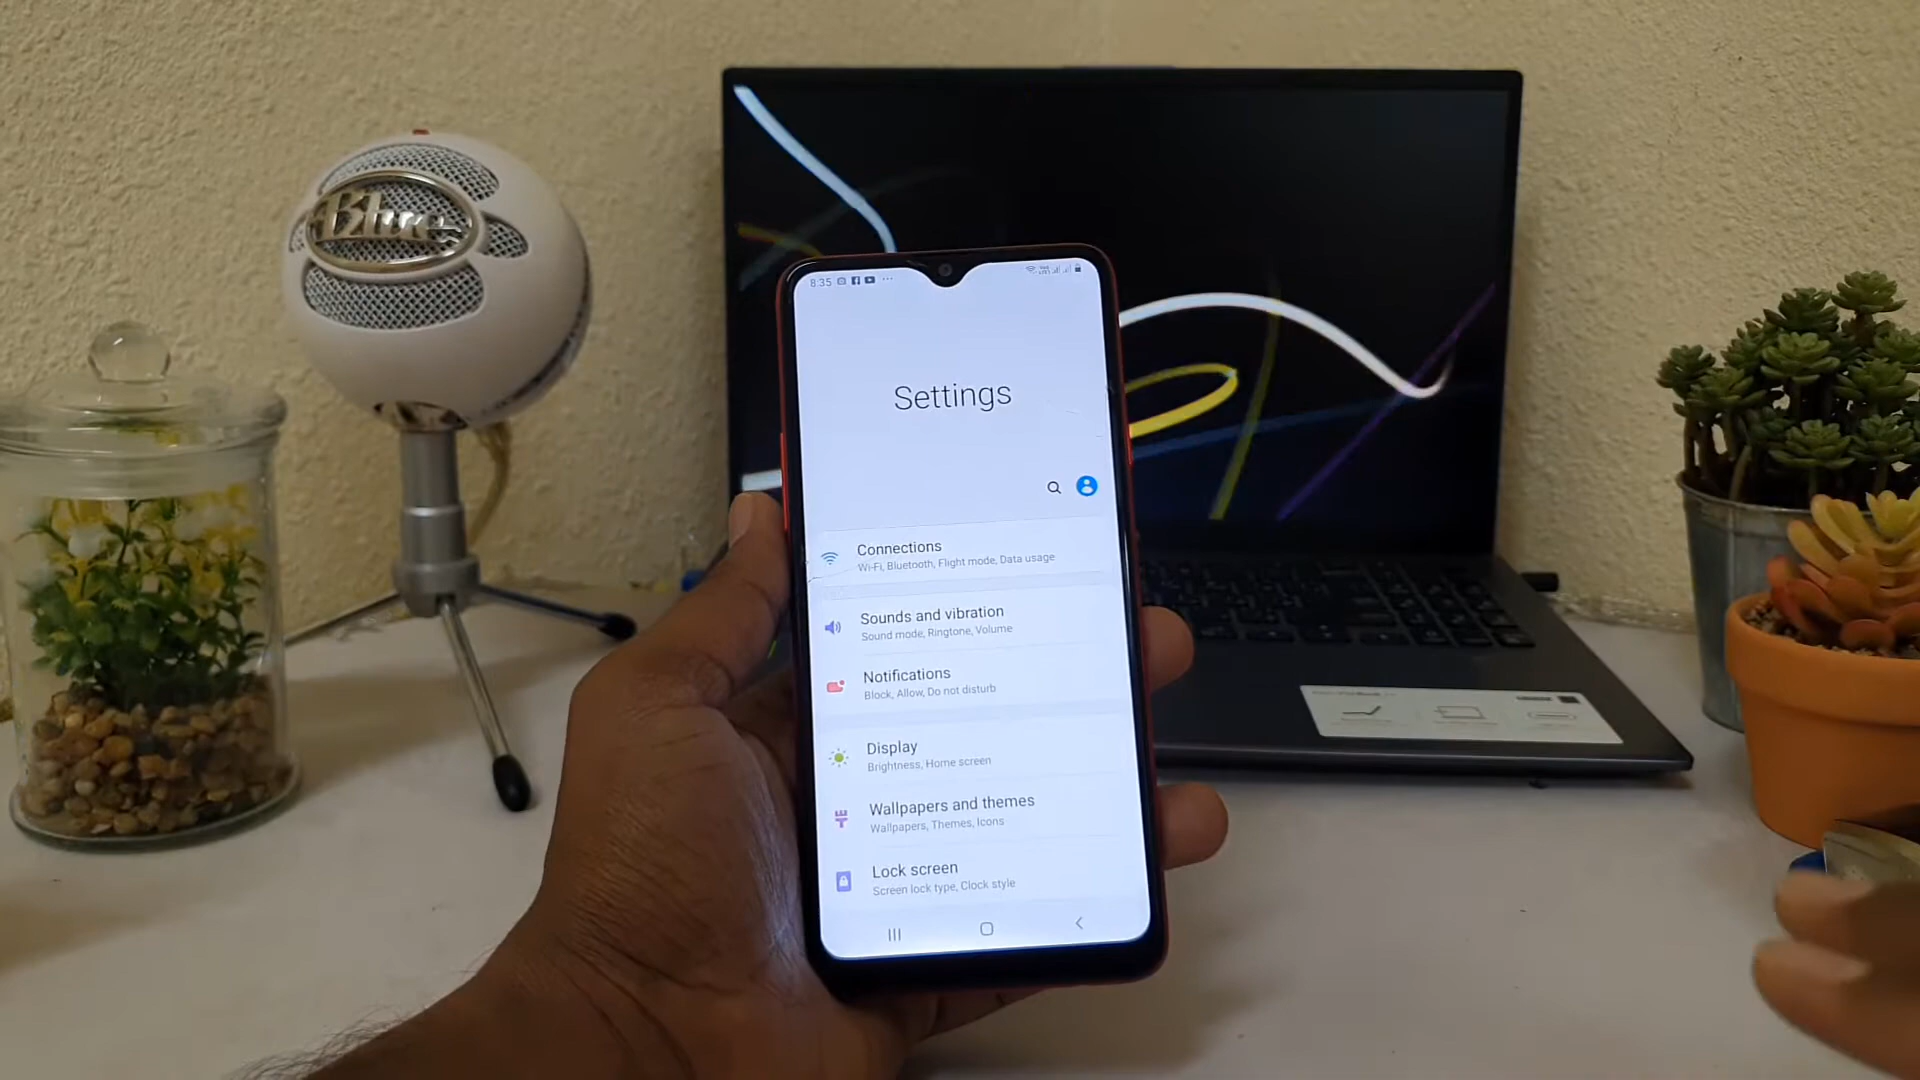 Blue
8:35
Settings
Connections
Wi-Fi, Bluetooth, Flight mode, Data usage
Sounds and vibration
Sound mode, Ringtone, Volume
Notifications
Block, Allow, Do not disturb
Display
Brightness, Home screen
Wallpapers and themes
Wallpapers, Themes, Icons
Lock screen
Screen lock type, Clock style